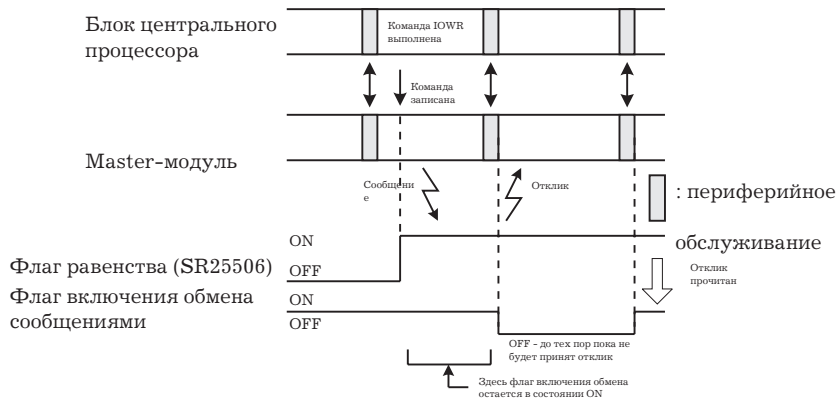 Блок центрального
процессора
Команда IOWR
выполнена
Команда
записана
Master-модуль
Сообщени
е
Отклик
: периферийное
обслуживание
ON
Флаг равенства (SR25506)
OFF
Отклик
прочитан
Флаг включения обмена
сообщениями
ON
OFF
OFF - до тех пор пока не
будет принят отклик
Здесь флаг включения обмена
остается в состоянии ON